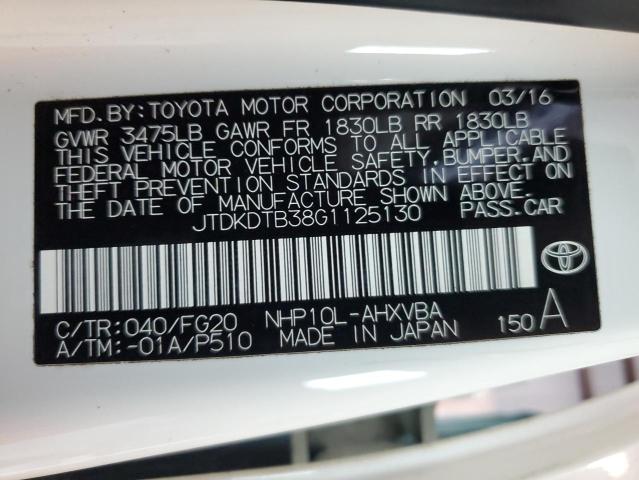 MFD. BY: TOYOTA MOTOR CORPORATION 03/16
GVWR 3475LB GAWR FR 1830LB RR 1830LB
THIS VEHICLE CONFORMS TO ALL APPLICABLE
FEDERAL MOTOR VEHICLE SAFETY, BUMPER, AND
THEFT PREVENTION STANDARDS IN EFFECT ON
THE DATE OF MANUFACTURE SHOWN ABOVE.
JTDKDTB38G1125130 PASS. CAR
C/TR: 040/FG20 NHP10L-AHXVBA
A/TM: -01A/P510 MADE IN JAPAN 150 A